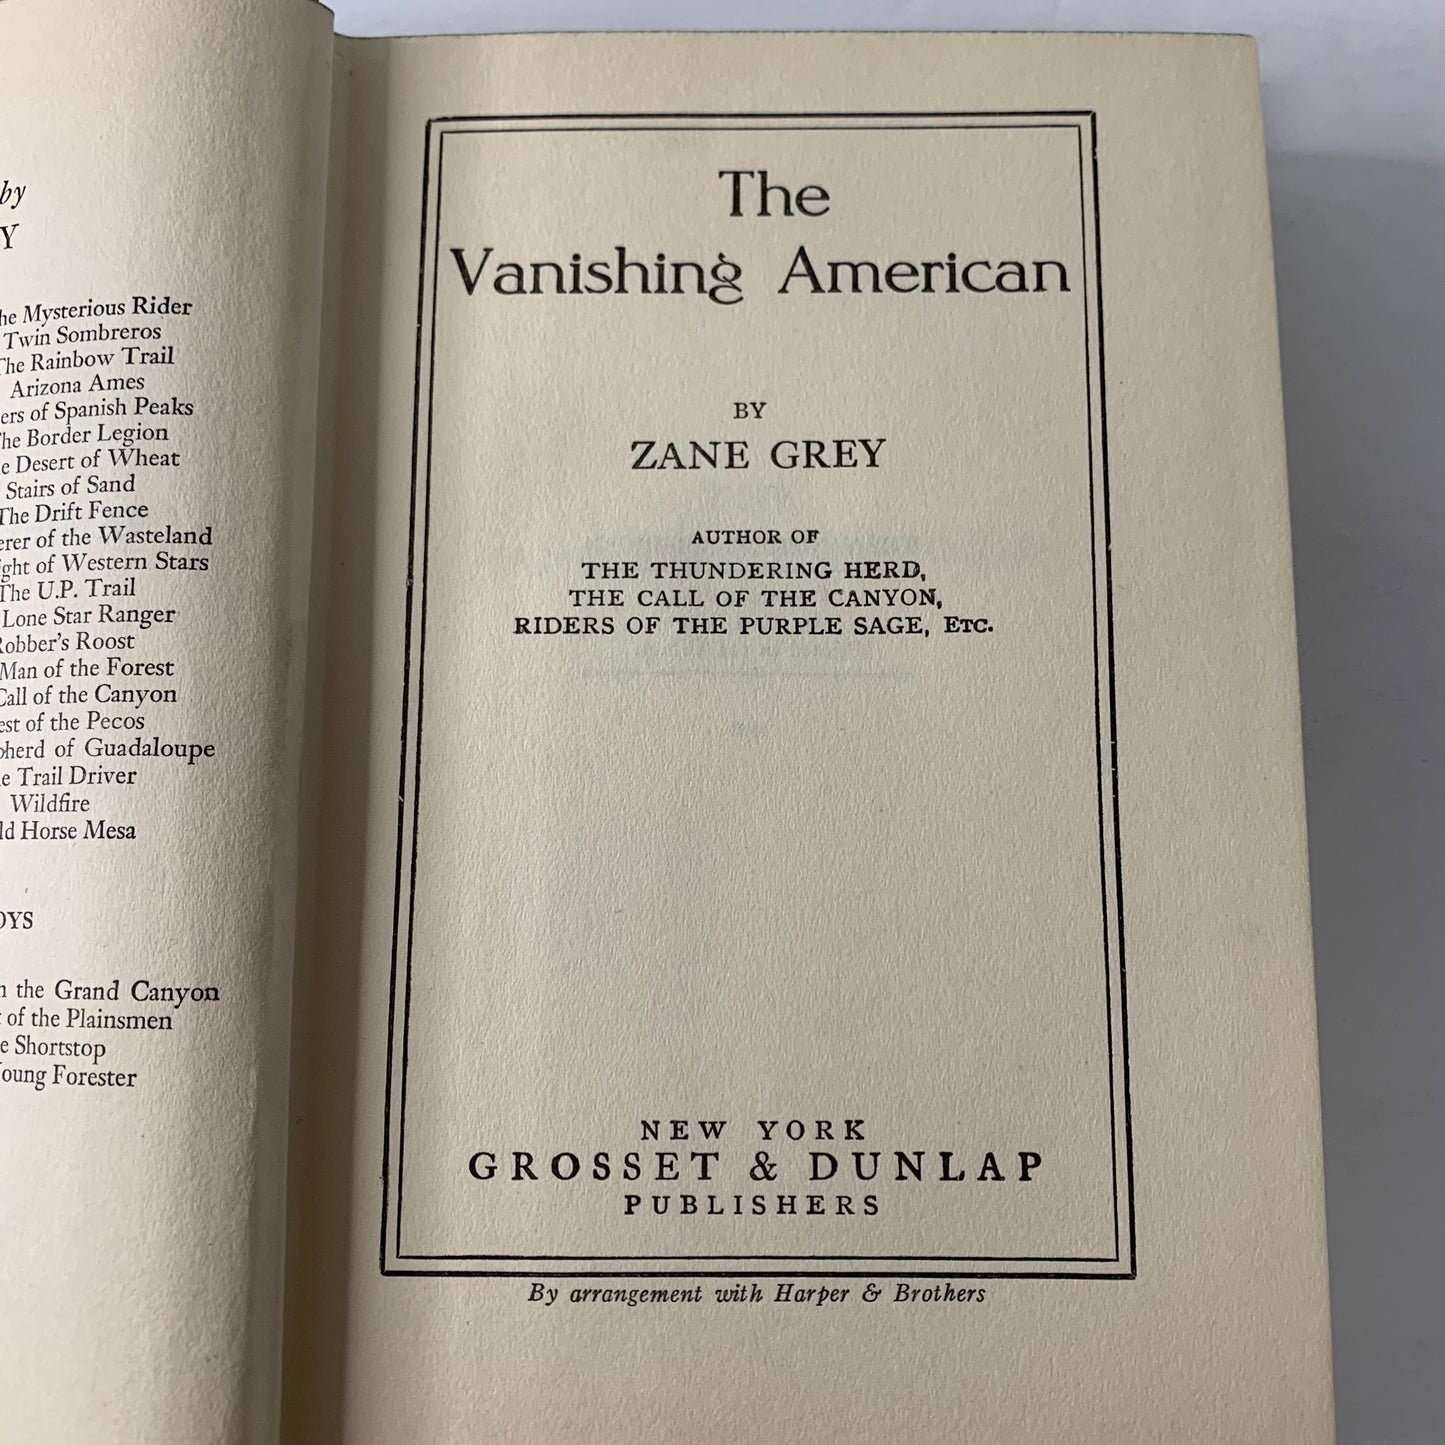 by
he Mysterious Rider
Twin Sombreros
The Rainbow Trail
Arizona Ames
ers of Spanish Peaks
he Border Legion
e Desert of Wheat
Stairs of Sand
The Drift Fence
erer of the Wasteland
ight of Western Stars
The U.P. Trail
Lone Star Ranger
Robber's Roost
Man of the Forest
Call of the Canyon
est of the Pecos
pherd of Guadaloupe
e Trail Driver
Wildfire
ld Horse Mesa
OYS
n the Grand Canyon
of the Plainsmen
e Shortstop
Young Forester
The
Vanishing American
BY
ZANE GREY
AUTHOR OF
THE THUNDERING HERD,
THE CALL OF THE CANYON,
RIDERS OF THE PURPLE SAGE, ETC.
NEW YORK
GROSSET & DUNLAP
PUBLISHERS
By arrangement with Harper & Brothers